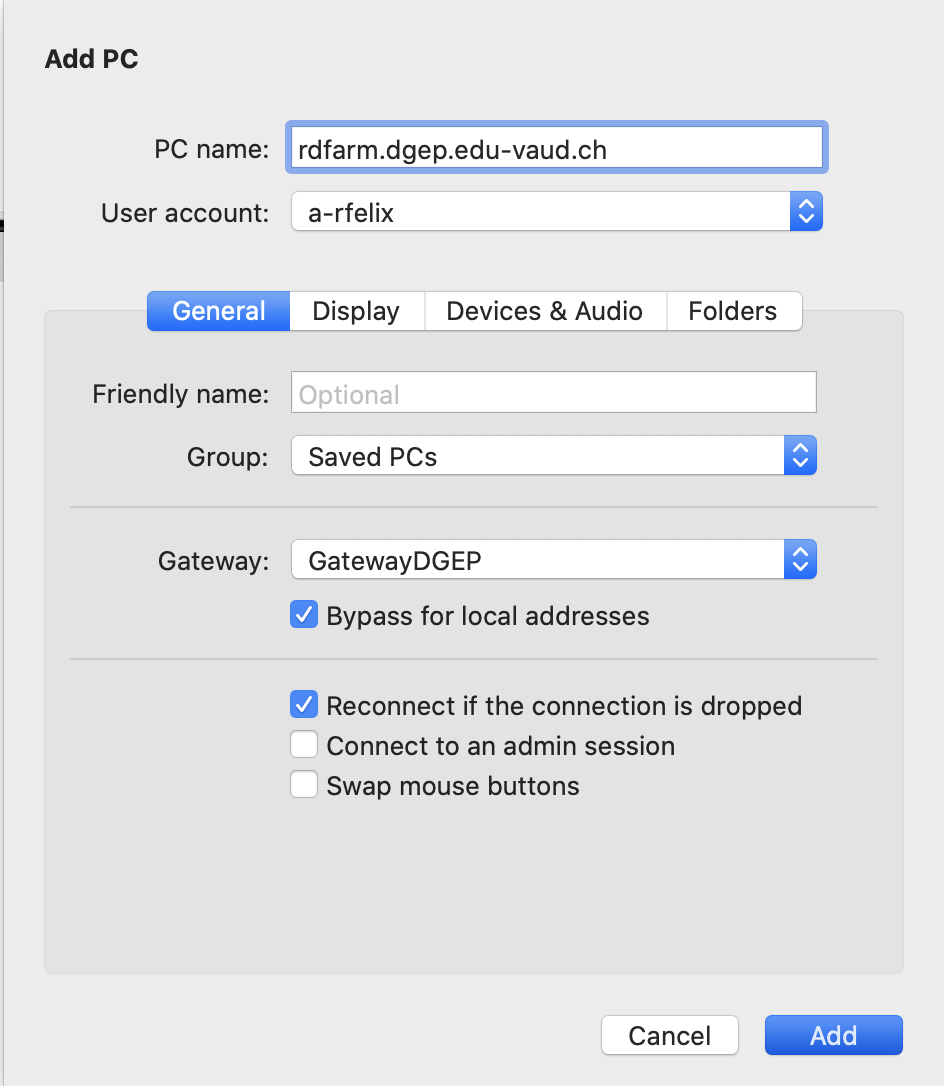 Add PC
PC name: rdfarm.dgep.edu-vaud.ch
User account: a-rfelix
General Display Devices & Audio Folders
Friendly name: Optional
Group: Saved PCs
Gateway: GatewayDGEP
Bypass for local addresses
Reconnect if the connection is dropped
Connect to an admin session
Swap mouse buttons
Cancel Add